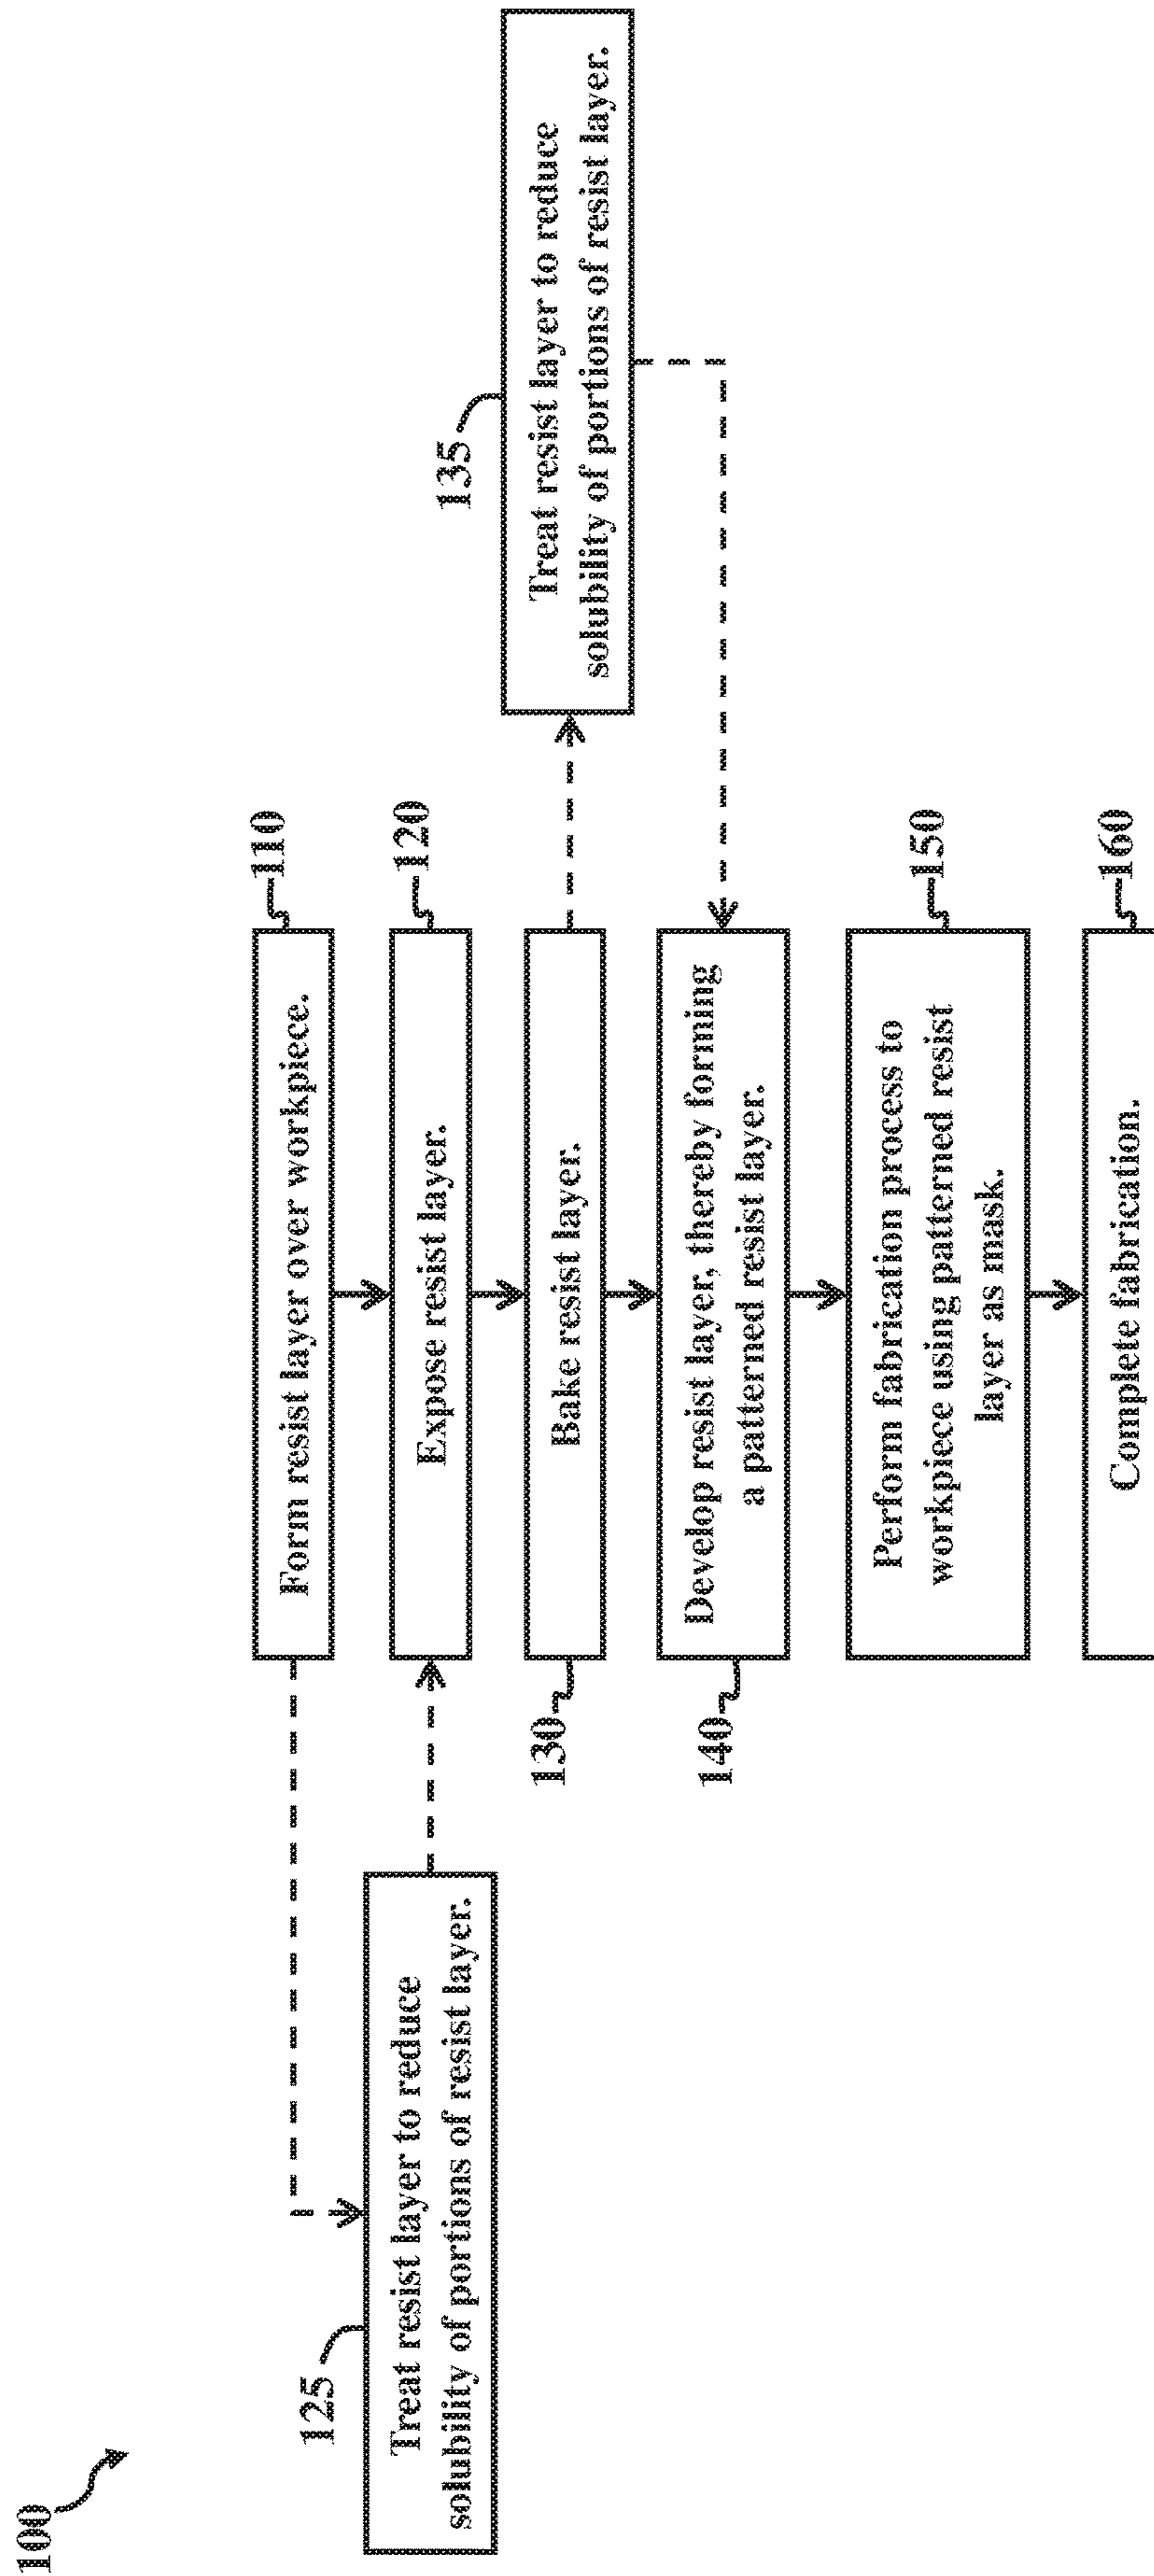 100
110
Form resist layer over workpiece.
125
Treat resist layer to reduce
solubility of portions of resist layer.
120
Expose resist layer.
130
Bake resist layer.
135
Treat resist layer to reduce
solubility of portions of resist layer.
140
Develop resist layer, thereby forming
a patterned resist layer.
150
Perform fabrication process to
workpiece using patterned resist
layer as mask.
160
Complete fabrication.